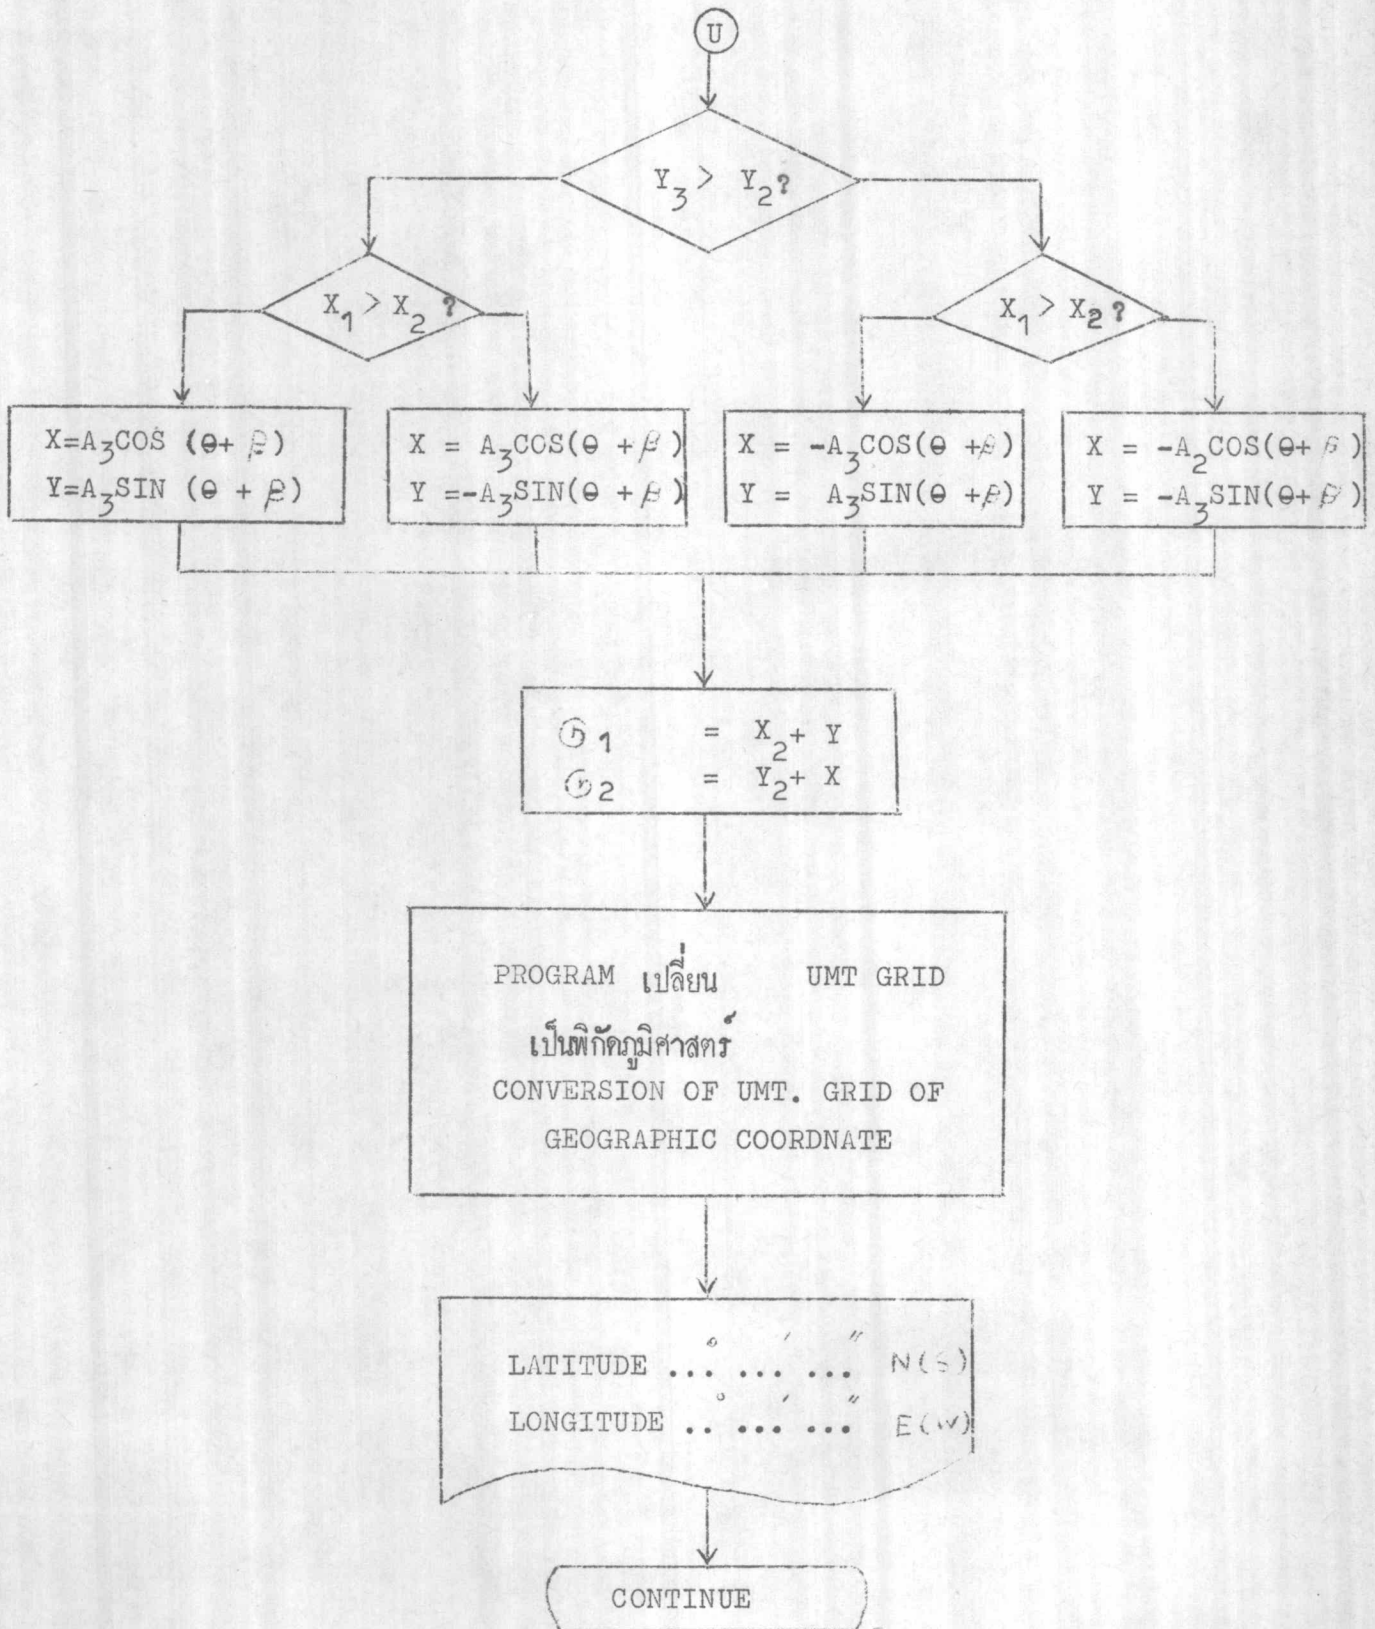 U
Y₃ > Y₂?
X₁ > X₂ ?
X₁ > X₂ ?
X=A₃COS (θ+ β)
Y=A₃SIN (θ + β)
X = A₃COS(θ +β)
Y =-A₃SIN(θ + β)
X = -A₃COS(θ +β)
Y = A₃SIN(θ +β)
X = -A₂COS(θ+ β)
Y = -A₃SIN(θ+ β)
1 = X₂+ Y
2 = Y₂+ X
PROGRAM เปลี่ยน UMT GRID
เป็นพิกัดภูมิศาสตร์
CONVERSION OF UMT. GRID OF
GEOGRAPHIC COORDNATE
LATITUDE ...° ...' ..." N(S)
LONGITUDE ..° ...' ..." E(W)
CONTINUE